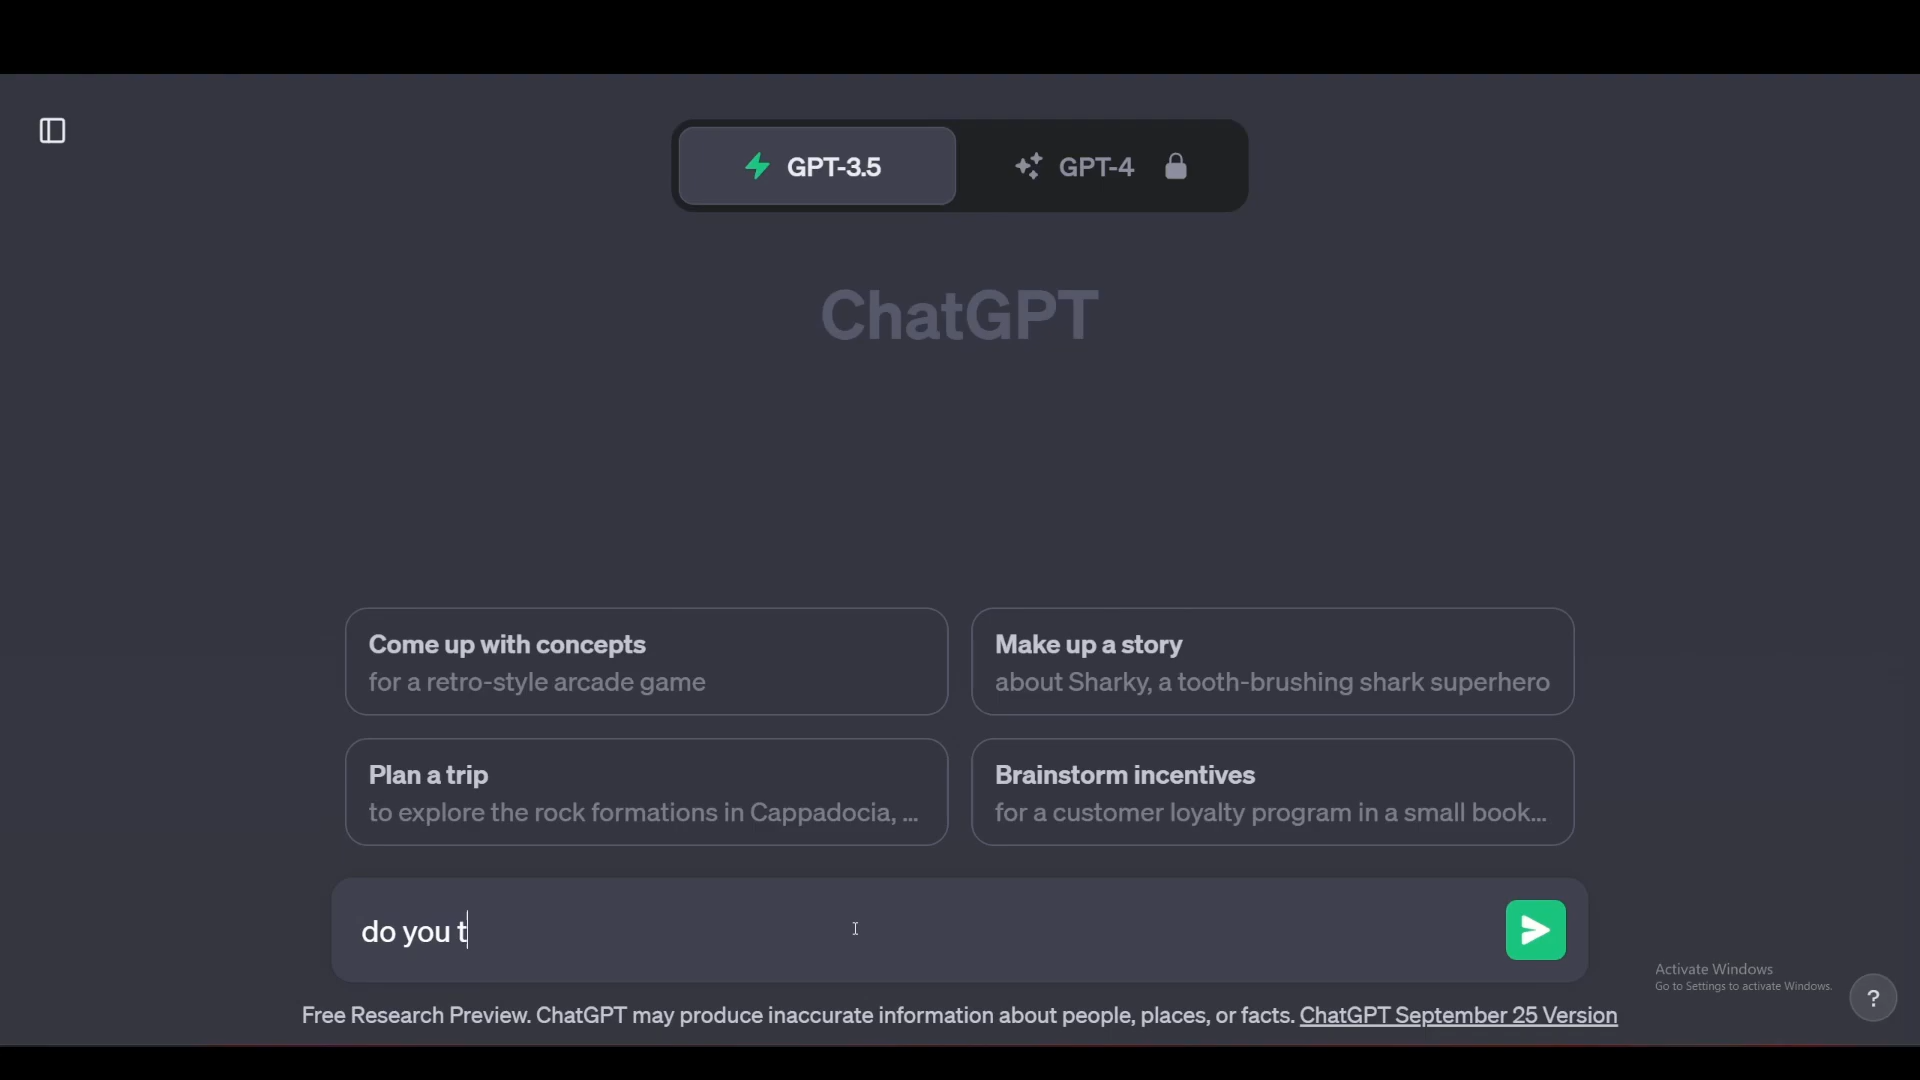 GPT-3.5
GPT-4
ChatGPT
Come up with concepts
for a retro-style arcade game
Make up a story
about Sharky, a tooth-brushing shark superhero
Plan a trip
to explore the rock formations in Cappadocia, ...
Brainstorm incentives
for a customer loyalty program in a small book...
do you t
Activate Windows
Go to Settings to activate Windows.
?
Free Research Preview. ChatGPT may produce inaccurate information about people, places, or facts. ChatGPT September 25 Version